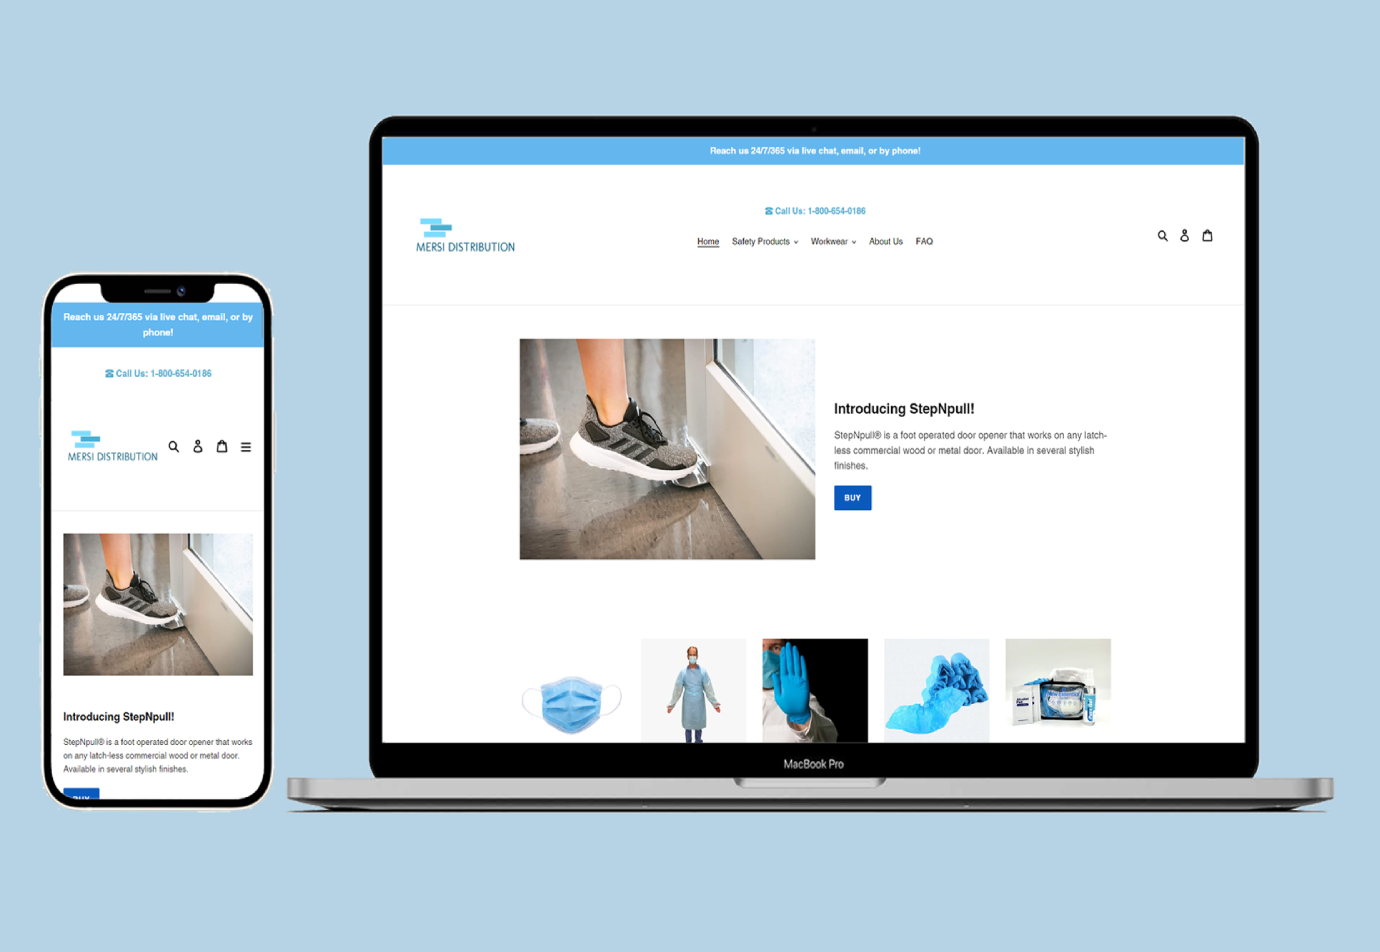 Reach us 24/7/365 via live chat, email, or by phone!
☎ Call Us: 1-800-654-0186
MERSI DISTRIBUTION
Home Safety Products Workwear About Us FAQ
Introducing StepNpull!
StepNpull® is a foot operated door opener that works on any latch-
less commercial wood or metal door. Available in several stylish
finishes.
BUY
MacBook Pro
Reach us 24/7/365 via live chat, email, or by
phone!
☎ Call Us: 1-800-654-0186
MERSI DISTRIBUTION
Introducing StepNpull!
StepNpull® is a foot operated door opener that works
on any latch-less commercial wood or metal door.
Available in several stylish finishes.
BUY